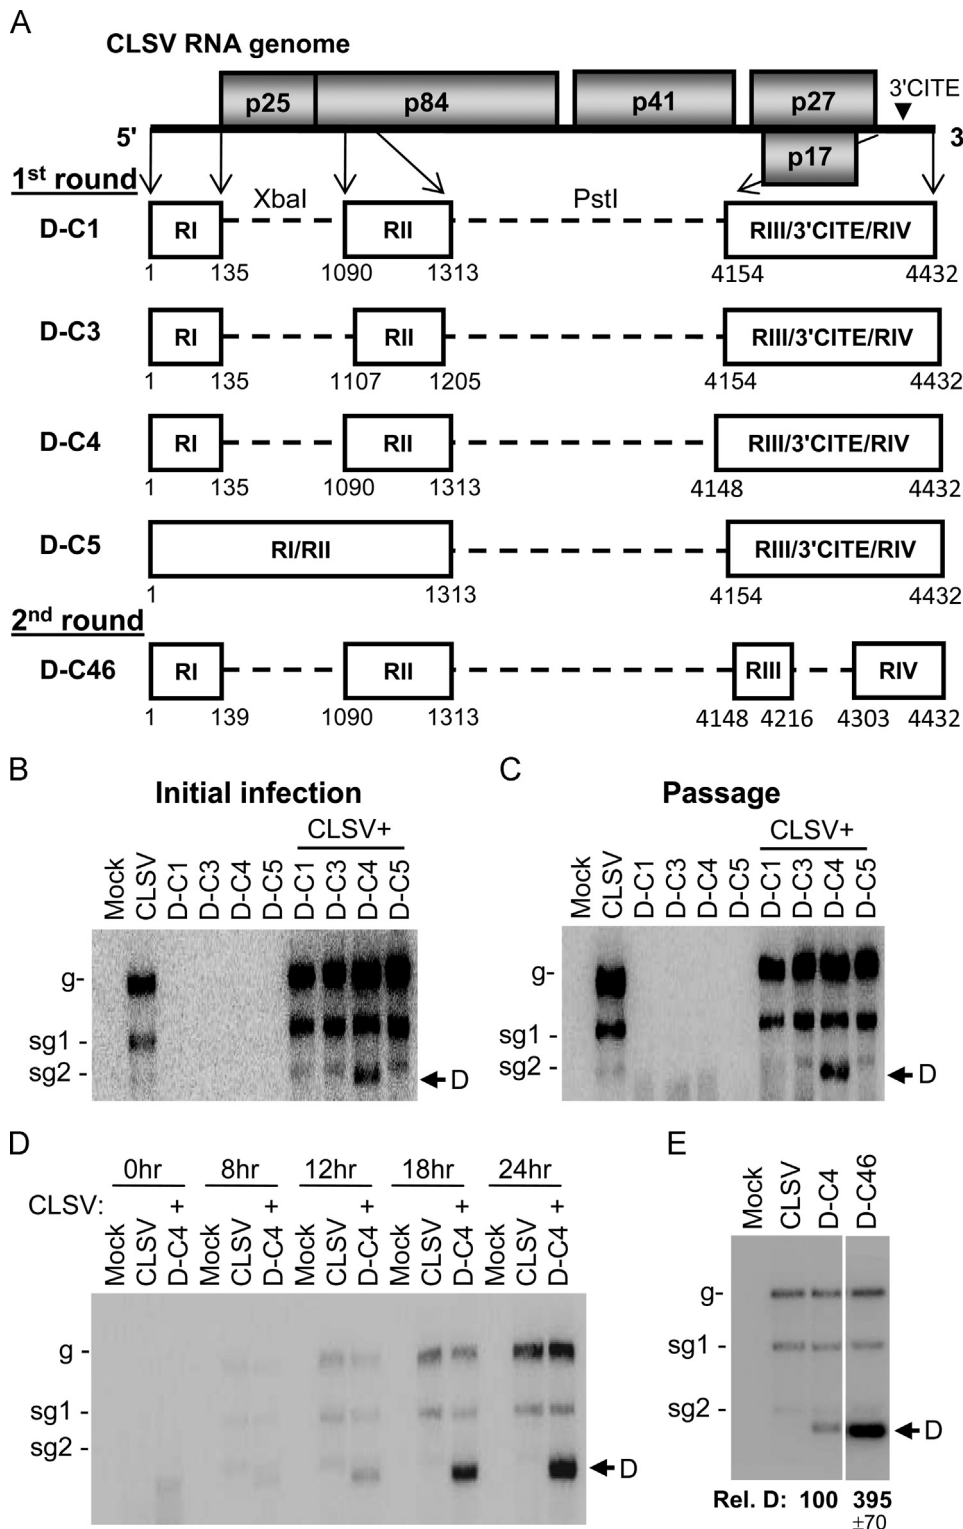 A
CLSV RNA genome
p25 p84 p41 p27 3'CITE
5' p17 3
1st round
XbaI PstI
D-C1 RI RII RIII/3'CITE/RIV
1 135 1090 1313 4154 4432
D-C3 RI RII RIII/3'CITE/RIV
1 135 1107 1205 4154 4432
D-C4 RI RII RIII/3'CITE/RIV
1 135 1090 1313 4148 4432
D-C5 RI/RII RIII/3'CITE/RIV
1 1313 4154 4432
2nd round
D-C46 RI RII RIII RIV
1 139 1090 1313 4148 4216 4303 4432
B
Initial infection
CLSV+
Mock CLSV D-C1 D-C3 D-C4 D-C5 D-C1 D-C3 D-C4 D-C5
g-
sg1 -
sg2 -
D
C
Passage
CLSV+
Mock CLSV D-C1 D-C3 D-C4 D-C5 D-C1 D-C3 D-C4 D-C5
g-
sg1 -
sg2 -
D
D
0hr 8hr 12hr 18hr 24hr
CLSV: + + + + +
Mock CLSV D-C4 Mock CLSV D-C4 Mock CLSV D-C4 Mock CLSV D-C4 Mock CLSV D-C4
g -
sg1 -
sg2 -
D
E
Mock CLSV D-C4 D-C46
g-
sg1 -
sg2 -
D
Rel. D: 100 395
±70